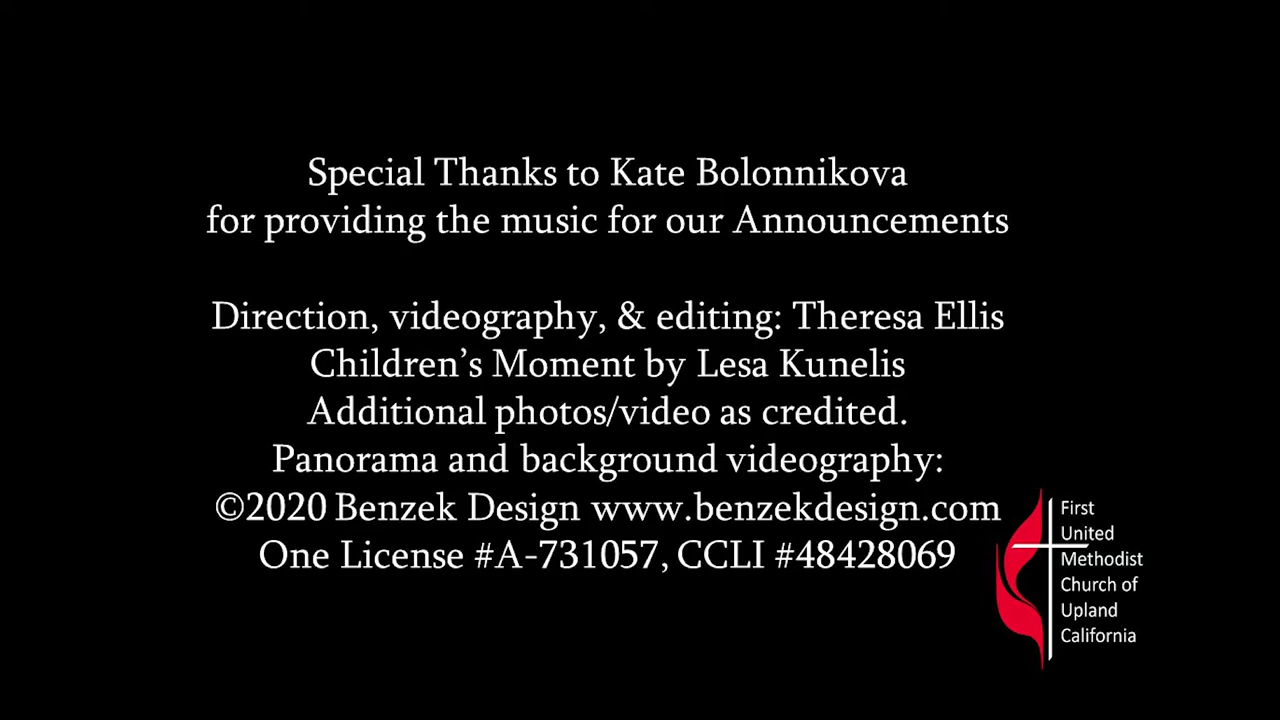 Special Thanks to Kate Bolonnikova
for providing the music for our Announcements
Direction, videography, & editing: Theresa Ellis
Children’s Moment by Lesa Kunelis
Additional photos/video as credited.
Panorama and background videography:
©2020 Benzek Design www.benzekdesign.com
One License #A-731057, CCLI #48428069
First
United
Methodist
Church of
Upland
California